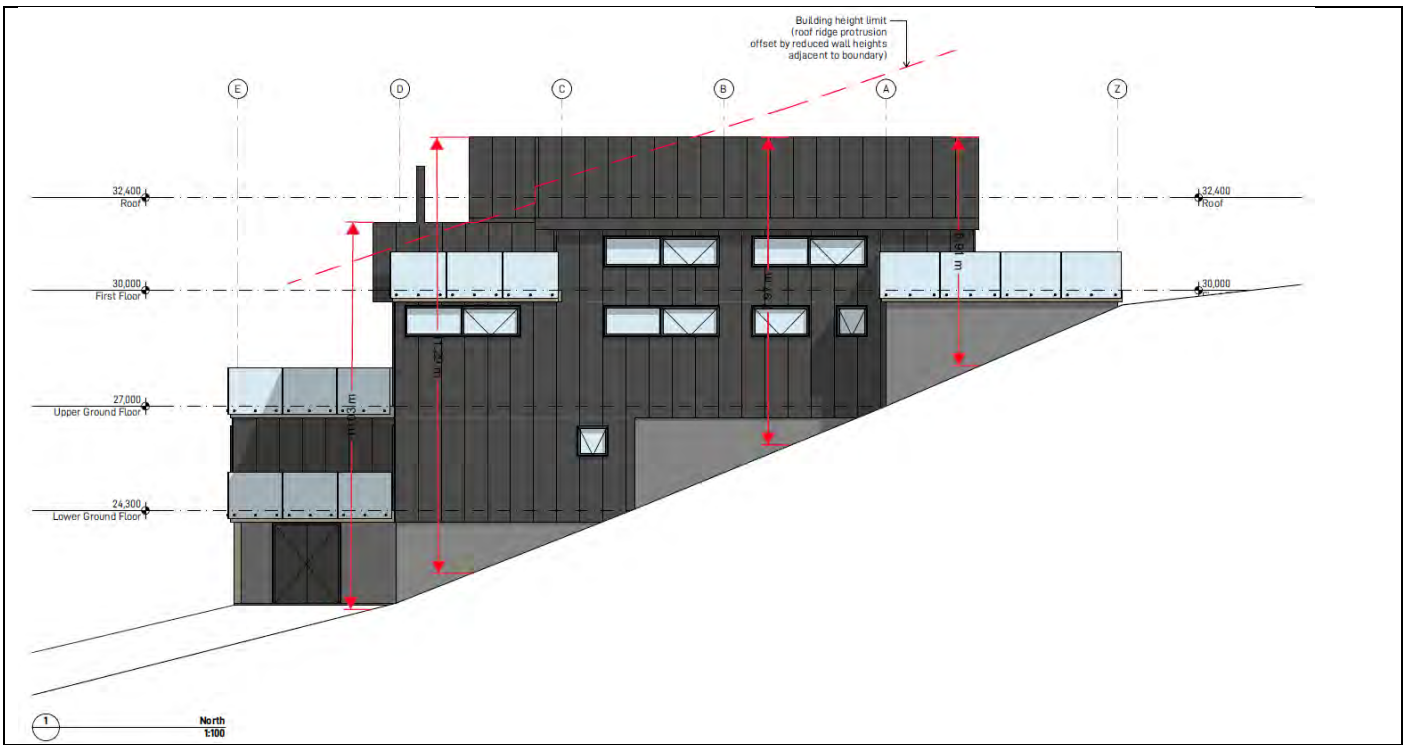 Building height limit
(roof ridge protrusion
offset by reduced wall heights
adjacent to boundary)
E
D
C
B
A
Z
32,400
Roof
32,400
Roof
30,000
First Floor
30,000
27,000
Upper Ground Floor
24,300
Lower Ground Floor
1
North
1:100